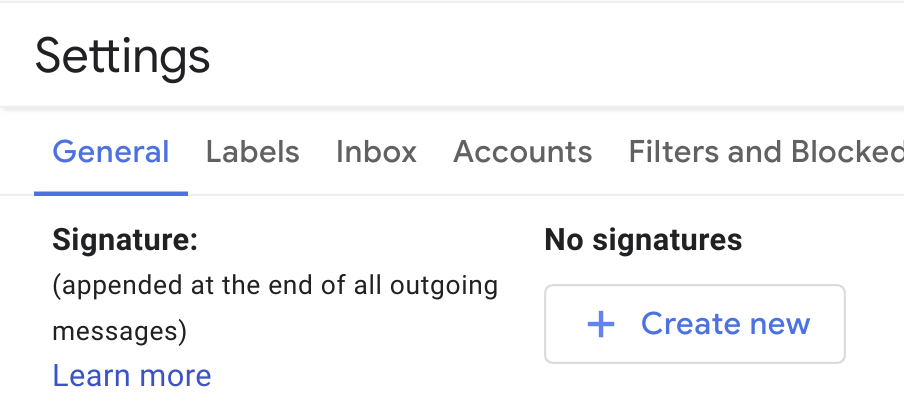 Settings
General Labels Inbox Accounts Filters and Blocked
Signature: No signatures
(appended at the end of all outgoing
messages)
+ Create new
Learn more